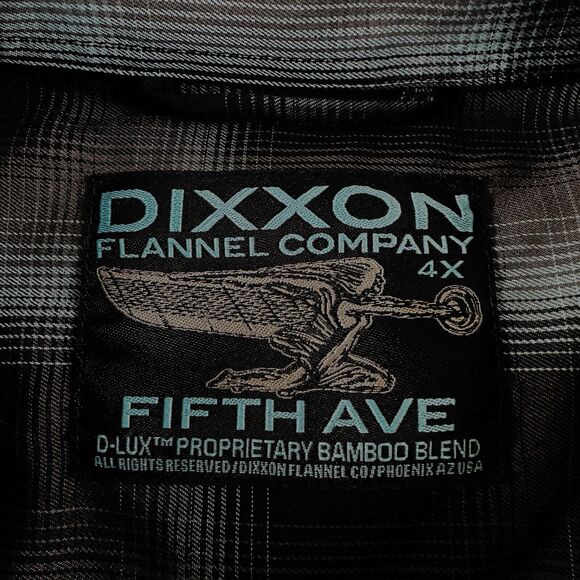 DIXXON
FLANNEL COMPANY
4X
FIFTH AVE
D-LUX™ PROPRIETARY BAMBOO BLEND
ALL RIGHTS RESERVED/DIXXON FLANNEL CO/PHOENIX AZ USA